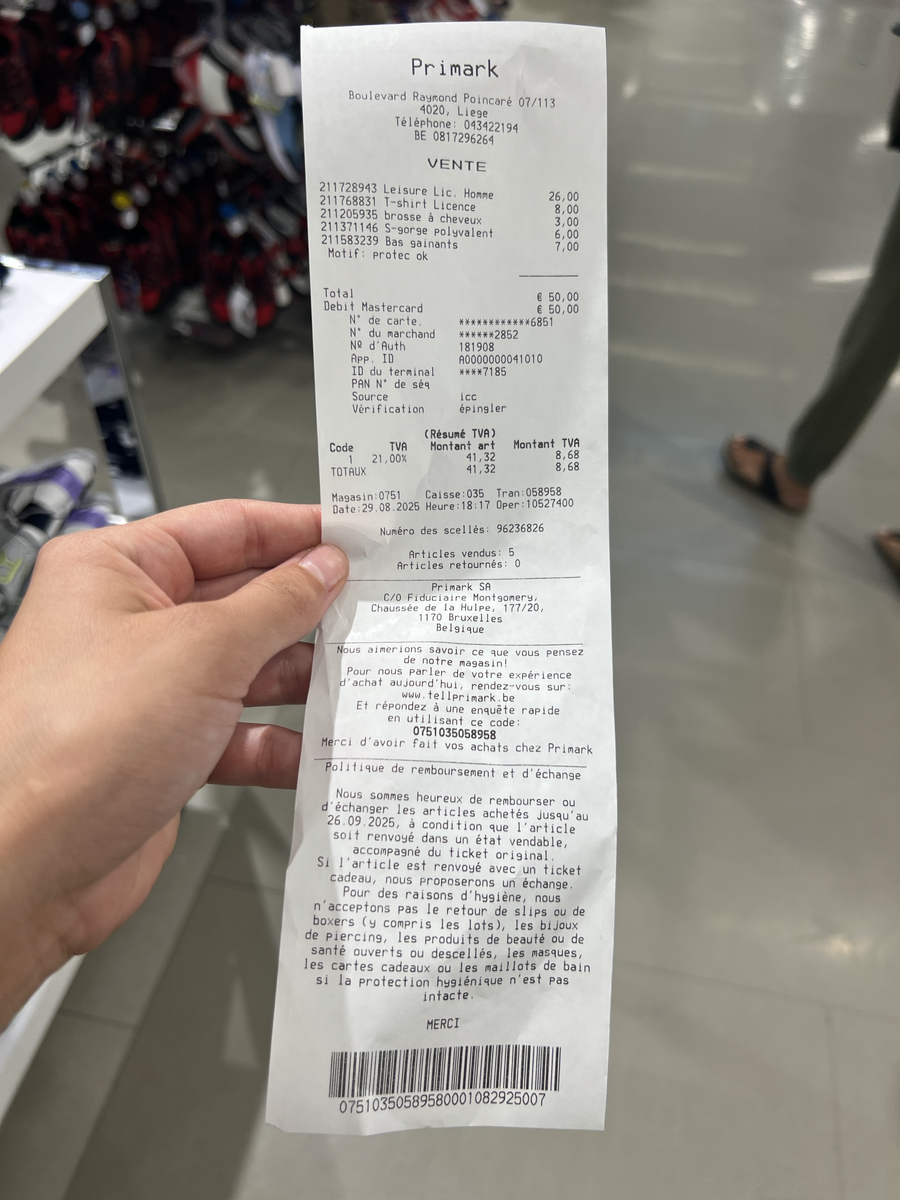 Primark
Boulevard Raymond Poincaré 07/113
4020, Liege
Téléphone: 043422194
BE 0817296264
VENTE
211728943 Leisure Lic. Homme 26,00
211768831 T-shirt Licence 8,00
211205935 brosse à cheveux 3,00
211371146 S-gorge polyvalent 6,00
211583239 Bas gainants 7,00
Motif: protec ok
Total € 50,00
Debit Mastercard € 50,00
N° de carte. ************6851
N° du marchand ******2852
Nº d'Auth 181908
App. ID A0000000041010
ID du terminal ****7185
PAN N° de séq
Source icc
Vérification épingler
(Résumé TVA)
Code TVA Montant art Montant TVA
1 21,00% 41,32 8,68
TOTAUX 41,32 8,68
Magasin:0751 Caisse:035 Tran:058958
Date:29.08.2025 Heure:18:17 Oper:10527400
Numéro des scellés: 96236826
Articles vendus: 5
Articles retournés: 0
Primark SA
C/O Fiduciaire Montgomery,
Chaussée de la Hulpe, 177/20,
1170 Bruxelles
Belgique
Nous aimerions savoir ce que vous pensez
de notre magasin!
Pour nous parler de votre expérience
d'achat aujourd'hui, rendez-vous sur:
www.tellprimark.be
Et répondez à une enquête rapide
en utilisant ce code:
0751035058958
Merci d'avoir fait vos achats chez Primark
Politique de remboursement et d'échange
Nous sommes heureux de rembourser ou
d'échanger les articles achetés jusqu'au
26.09.2025, à condition que l'article
soit renvoyé dans un état vendable,
accompagné du ticket original.
Si l'article est renvoyé avec un ticket
cadeau, nous proposerons un échange.
Pour des raisons d'hygiène, nous
n'acceptons pas le retour de slips ou de
boxers (y compris les lots), les bijoux
de piercing, les produits de beauté ou de
santé ouverts ou descellés, les masques,
les cartes cadeaux ou les maillots de bain
si la protection hygiénique n'est pas
intacte.
MERCI
07510350589580001082925007